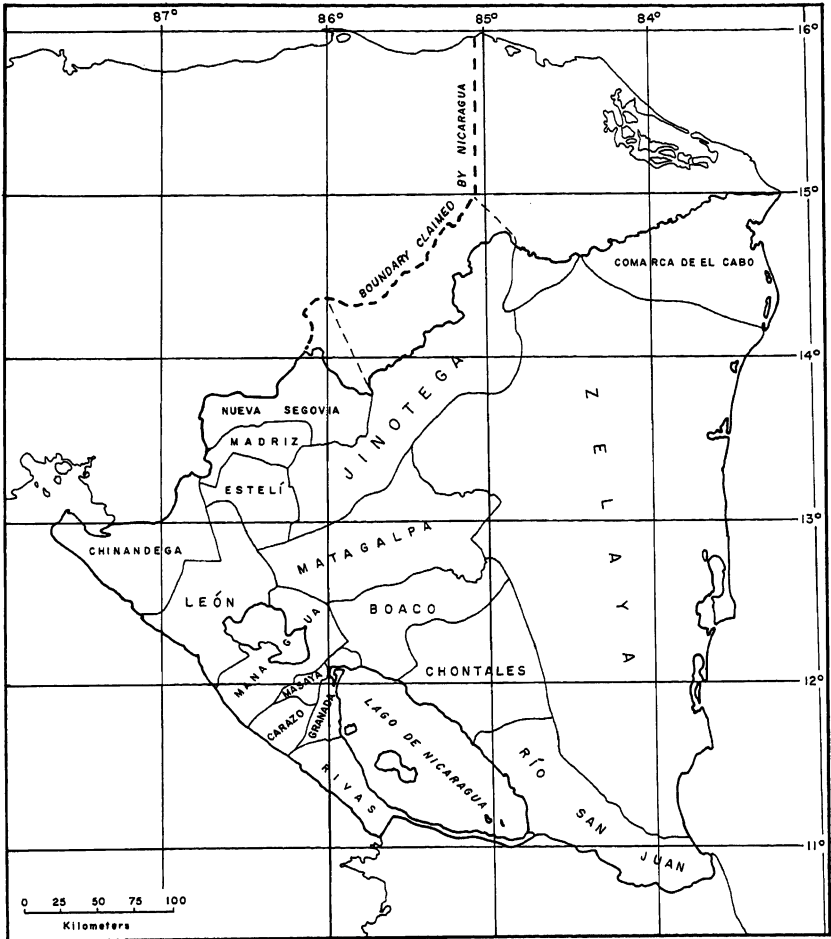 87° 86° 85° 84°
16°
BOUNDARY CLAIMED BY NICARAGUA
15°
COMARCA DE EL CABO
14°
NUEVA SEGOVIA
MADRIZ
JINOTEGA
ZELAYA
ESTELÍ
13°
CHINANDEGA
MATAGALPA
LEÓN
BOACO
MANAGUA
CHONTALES
12°
MASAYA
CARAZO
GRANADA
LAGO DE NICARAGUA
RIVAS
RÍO SAN JUAN
11°
0 25 50 100
Kilometers